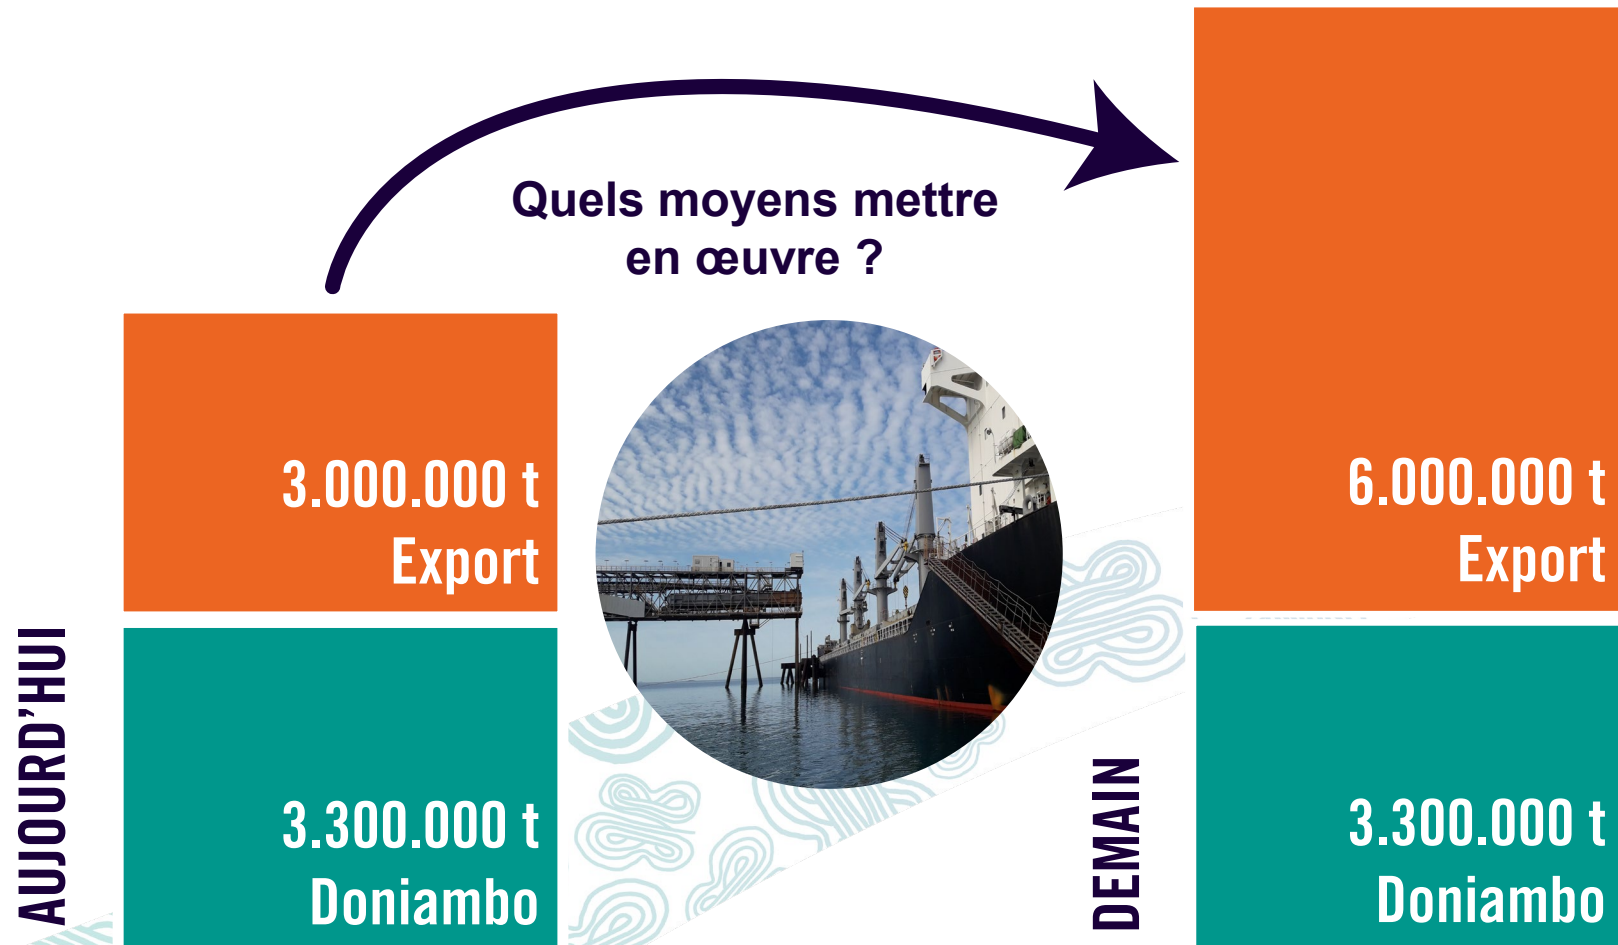 Quels moyens mettre
en œuvre ?
AUJOURD'HUI
3.000.000 t
Export
3.300.000 t
Doniambo
DEMAIN
6.000.000 t
Export
3.300.000 t
Doniambo